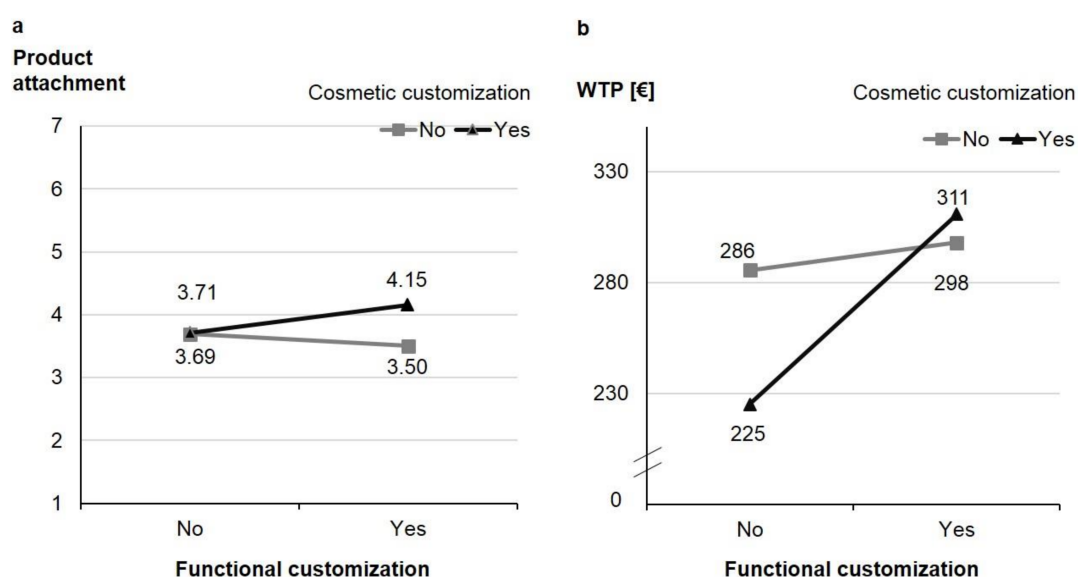 a
Product
attachment
Cosmetic customization
No Yes
7
6
5
4
3
2
1
3.71
4.15
3.69
3.50
No Yes
Functional customization
b
WTP [€]
Cosmetic customization
No Yes
330
280
230
0
286
311
298
225
No Yes
Functional customization